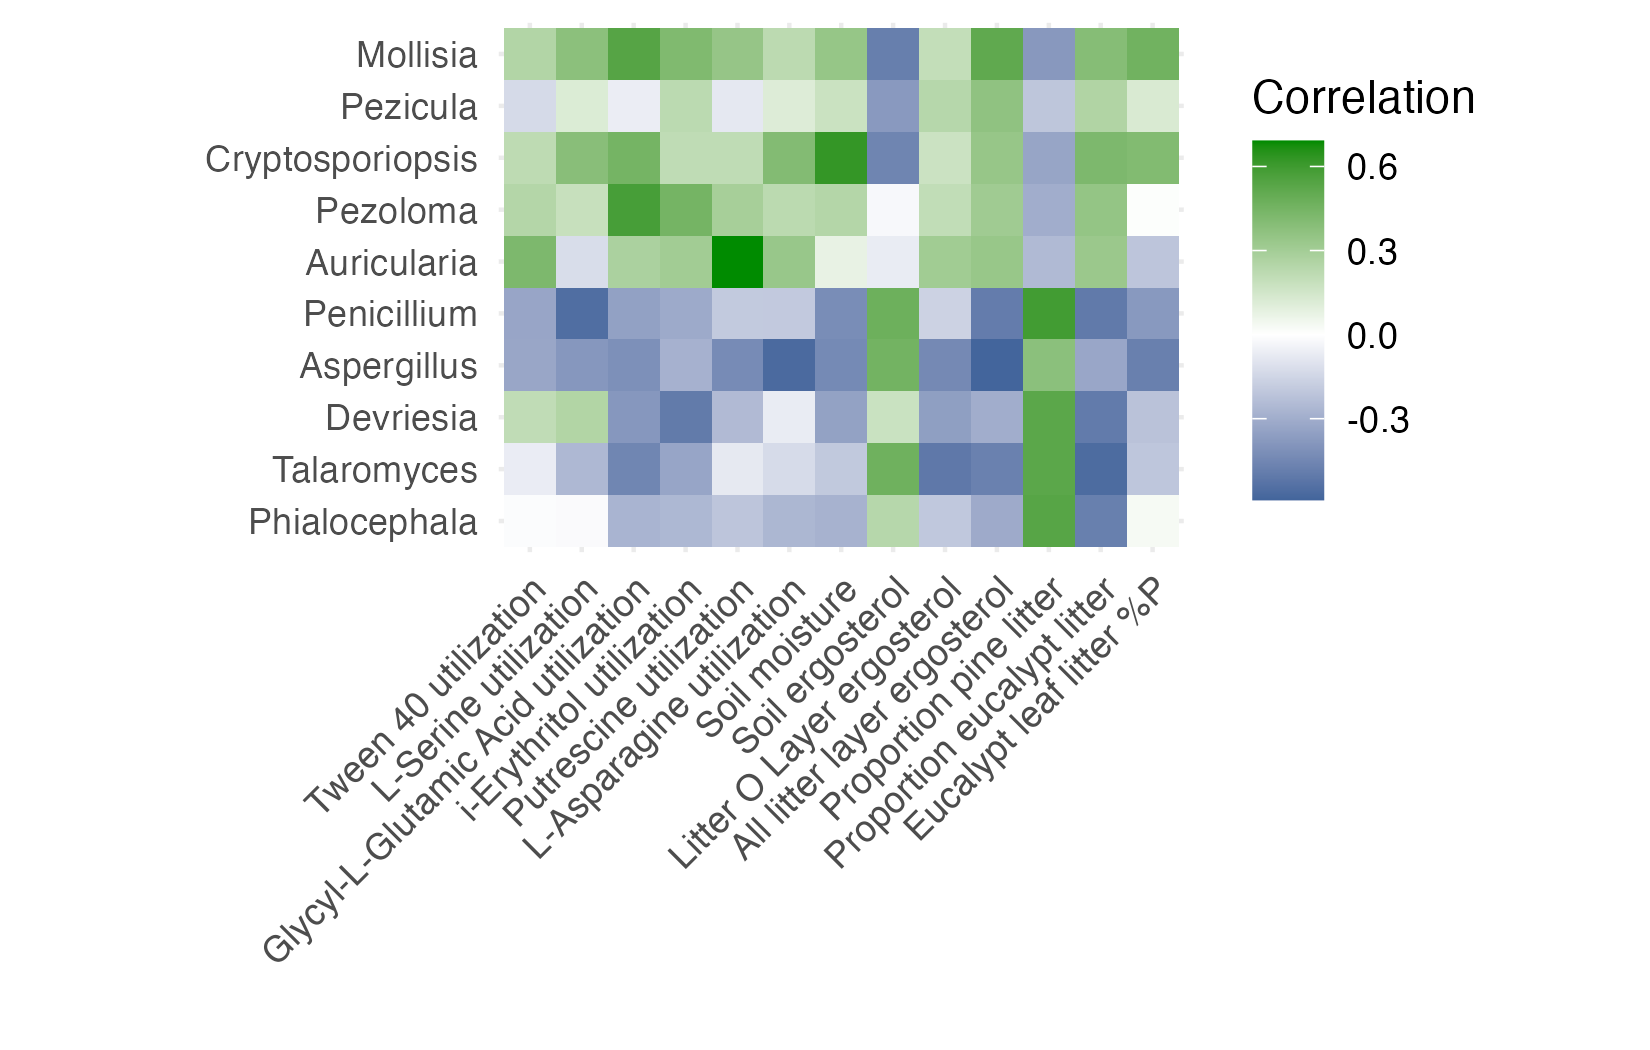 Mollisia
Pezicula
Cryptosporiopsis
Pezoloma
Auricularia
Penicillium
Aspergillus
Devriesia
Talaromyces
Phialocephala
Tween 40 utilization
L-Serine utilization
Glycyl-L-Glutamic Acid utilization
i-Erythritol utilization
Putrescine utilization
L-Asparagine utilization
Soil moisture
Soil ergosterol
Litter O Layer ergosterol
All litter layer ergosterol
Proportion pine litter
Proportion eucalypt litter
Eucalypt leaf litter %P
Correlation
0.6
0.3
0.0
-0.3